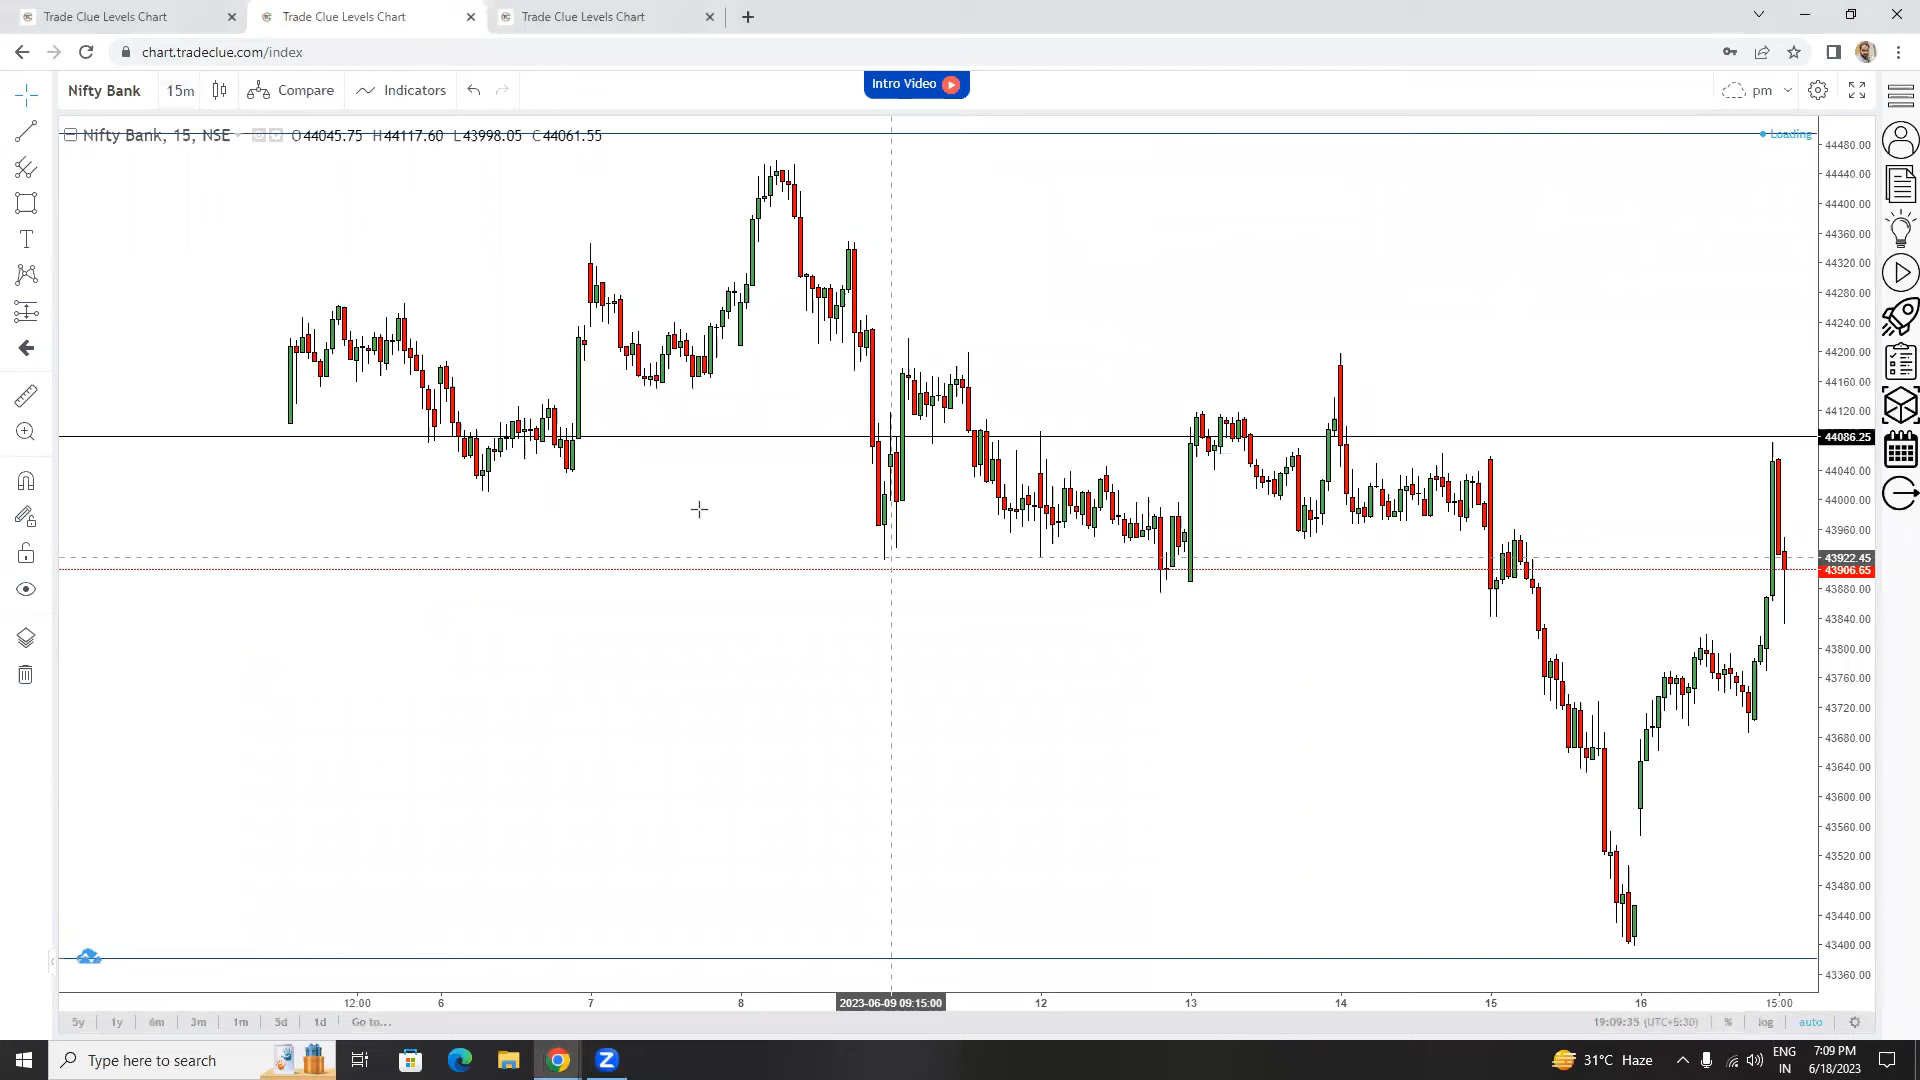 Trade Clue Levels Chart
Trade Clue Levels Chart
Trade Clue Levels Chart
chart.tradeclue.com/index
Nifty Bank
15m
Compare
Indicators
Intro Video
pm
Nifty Bank, 15, NSE
O44045.75 H44117.60 L43998.05 C44061.55
Loading
44480.00
44440.00
44400.00
44360.00
44320.00
44280.00
44240.00
44200.00
44160.00
44120.00
44086.25
44040.00
44000.00
43960.00
43922.45
43906.65
43880.00
43840.00
43800.00
43760.00
43720.00
43680.00
43640.00
43600.00
43560.00
43520.00
43480.00
43440.00
43400.00
43360.00
12:00 6 7 8 2023-06-09 09:15:00 12 13 14 15 16 15:00
5y 1y 6m 3m 1m 5d 1d Go to... 19:09:35 (UTC+5:30) % log auto
Type here to search
31°C Haze
ENG
IN
7:09 PM
6/18/2023